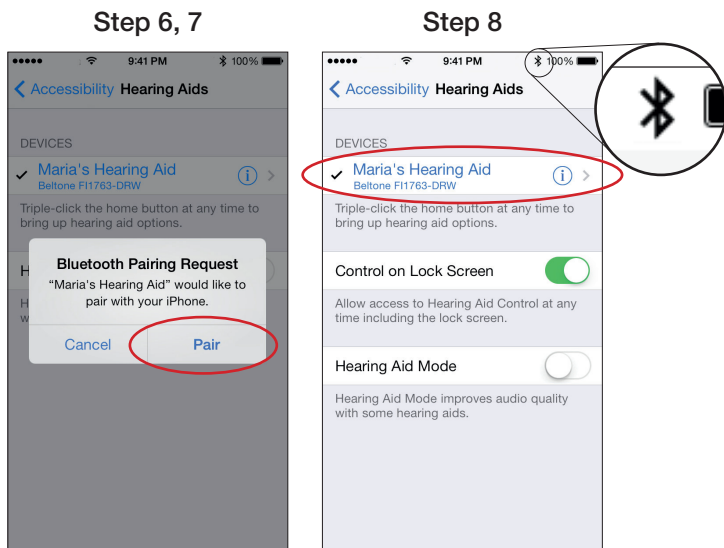 Step 6, 7
9:41 PM
100%
Accessibility Hearing Aids
DEVICES
Maria's Hearing Aid
Beltone FI1763-DRW
Triple-click the home button at any time to
bring up hearing aid options.
H
Bluetooth Pairing Request
“Maria's Hearing Aid” would like to
pair with your iPhone.
H
w
Cancel
Pair
Step 8
9:41 PM
100%
Accessibility Hearing Aids
DEVICES
Maria's Hearing Aid
Beltone FI1763-DRW
Triple-click the home button at any time to
bring up hearing aid options.
Control on Lock Screen
Allow access to Hearing Aid Control at any
time including the lock screen.
Hearing Aid Mode
Hearing Aid Mode improves audio quality
with some hearing aids.